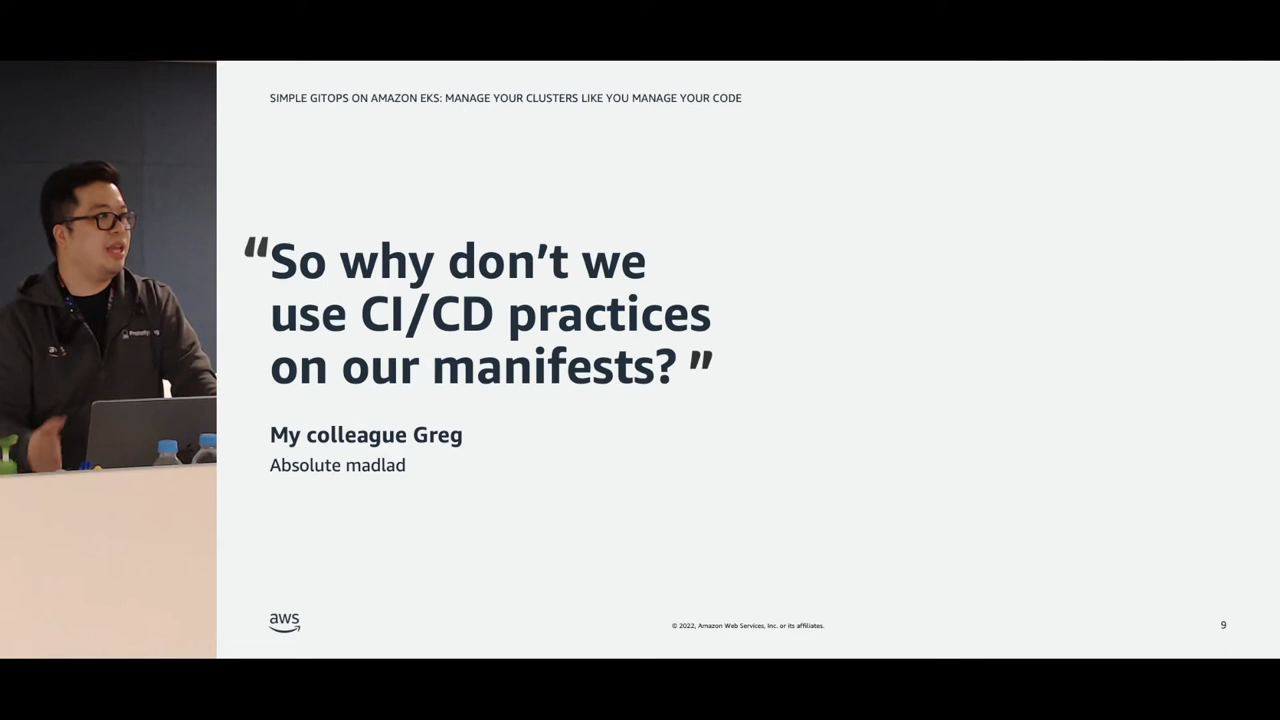 SIMPLE GITOPS ON AMAZON EKS: MANAGE YOUR CLUSTERS LIKE YOU MANAGE YOUR CODE
“So why don’t we
use CI/CD practices
on our manifests?”
My colleague Greg
Absolute madlad
aws
© 2022, Amazon Web Services, Inc. or its affiliates.
9